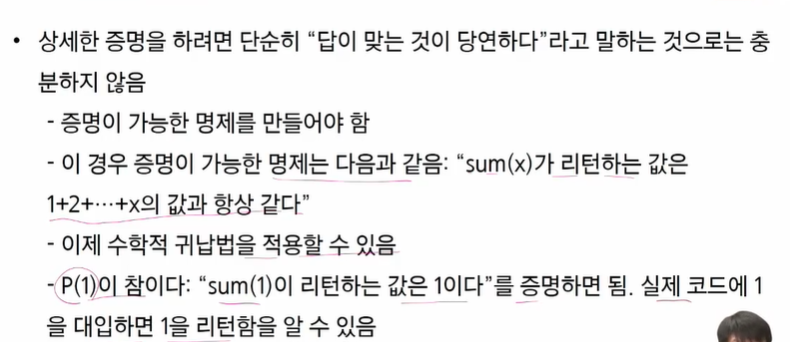 • 상세한 증명을 하려면 단순히 “답이 맞는 것이 당연하다”라고 말하는 것으로는 충
분하지 않음
- 증명이 가능한 명제를 만들어야 함
- 이 경우 증명이 가능한 명제는 다음과 같음: “sum(x)가 리턴하는 값은
1+2+⋯+x의 값과 항상 같다”
- 이제 수학적 귀납법을 적용할 수 있음
- P(1)이 참이다: “sum(1)이 리턴하는 값은 1이다”를 증명하면 됨. 실제 코드에 1
을 대입하면 1을 리턴함을 알 수 있음